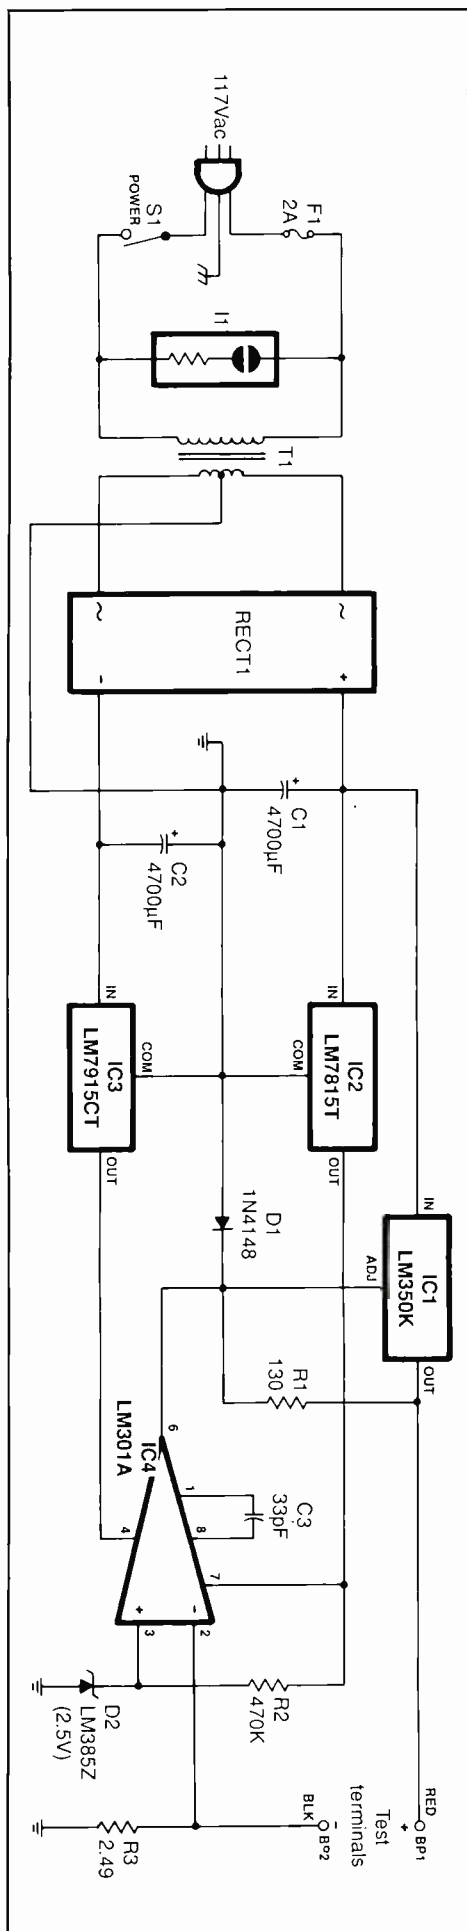 117Vac
F1
2A
S1
POWER
I1
T1
RECT1
~
~
+
-
C1
4700µF
+
C2
4700µF
+
IN
IC2
LM7815T
COM
OUT
IN
IC3
LM7915CT
COM
OUT
IN
IC1
LM350K
ADJ
OUT
D1
1N4148
R1
130
IC4
LM301A
6
1
8
C3
33pF
4
7
+
-
3
2
R2
470K
D2
LM385Z
(2.5V)
R3
2.49
RED
BP1
+
Test
terminals
-
BLK
BP2